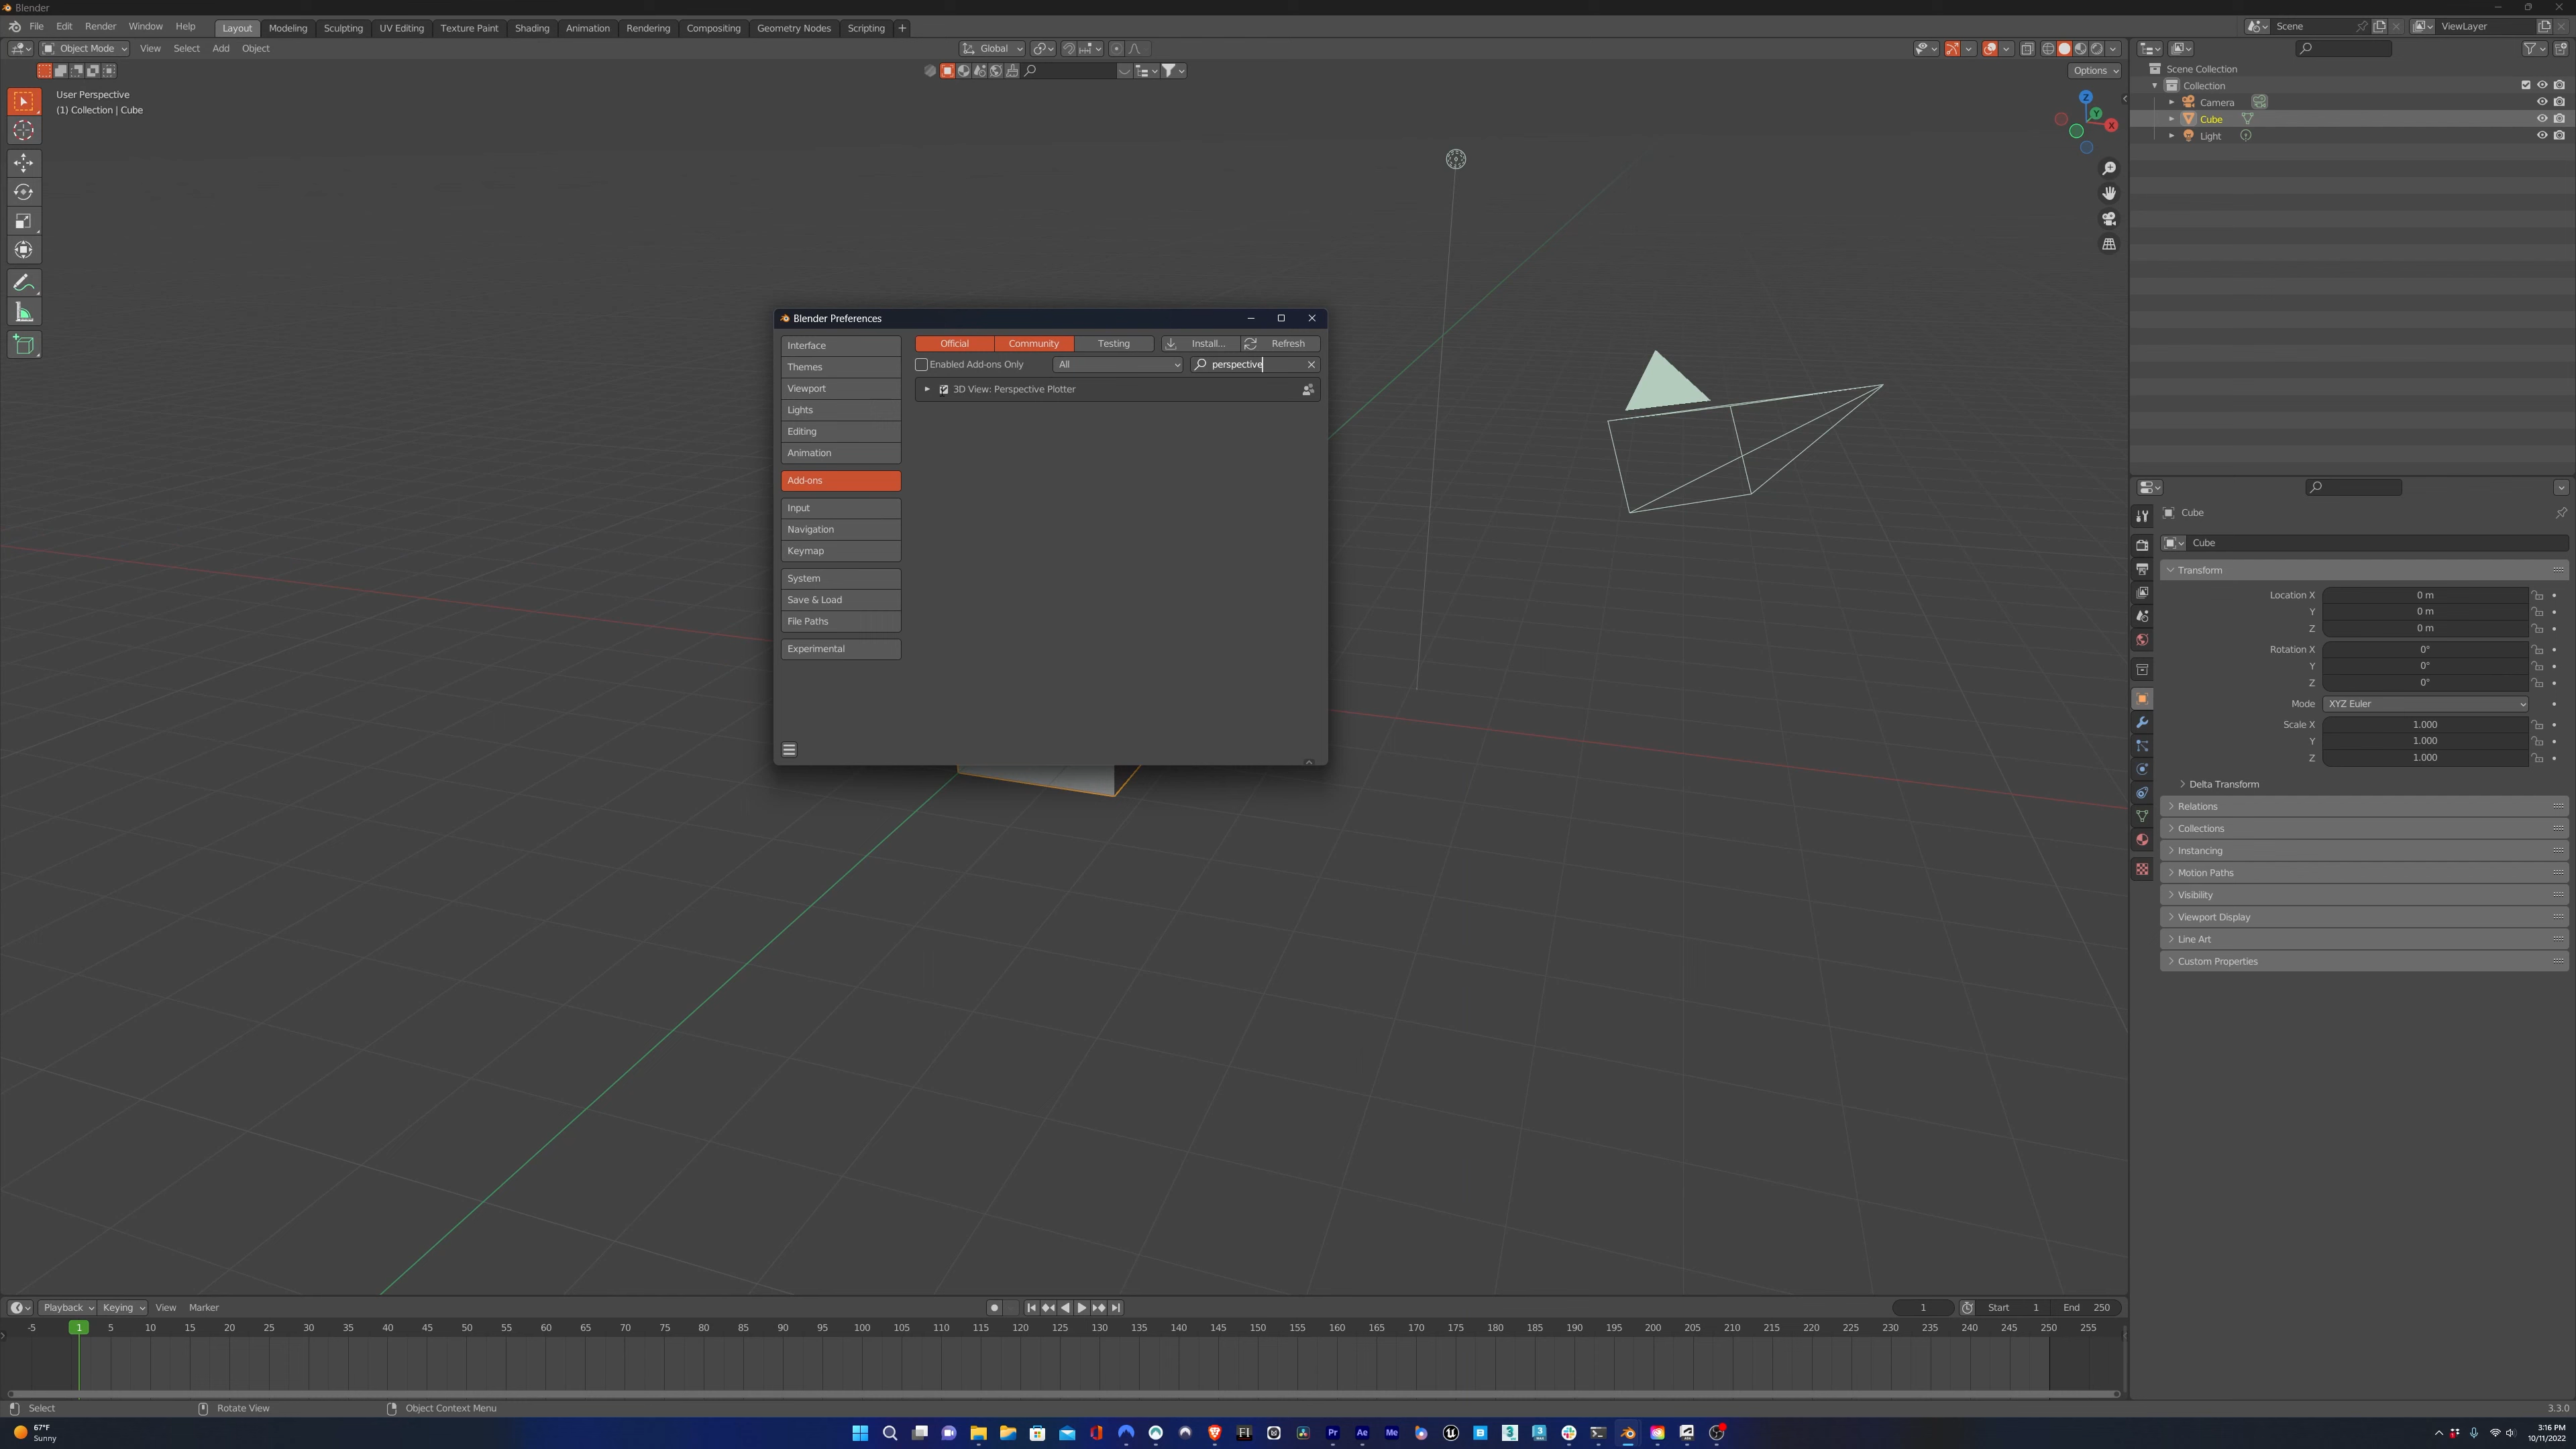 Blender
File Edit Render Window Help Layout Modeling Sculpting UV Editing Texture Paint Shading Animation Rendering Compositing Geometry Nodes Scripting + Scene ViewLayer
Object Mode View Select Add Object Global
Options
User Perspective
(1) Collection | Cube
Z
Y
X
Scene Collection
Collection
Camera
Cube
Light
Blender Preferences
Interface
Themes
Viewport
Lights
Editing
Animation
Add-ons
Input
Navigation
Keymap
System
Save & Load
File Paths
Experimental
Official Community Testing Install... Refresh
Enabled Add-ons Only All perspective
3D View: Perspective Plotter
Cube
Cube
Transform
Location X 0 m
Y 0 m
Z 0 m
Rotation X 0°
Y 0°
Z 0°
Mode XYZ Euler
Scale X 1.000
Y 1.000
Z 1.000
Delta Transform
Relations
Collections
Instancing
Motion Paths
Visibility
Viewport Display
Line Art
Custom Properties
Playback Keying View Marker 1 Start 1 End 250
-5 1 5 10 15 20 25 30 35 40 45 50 55 60 65 70 75 80 85 90 95 100 105 110 115 120 125 130 135 140 145 150 155 160 165 170 175 180 185 190 195 200 205 210 215 220 225 230 235 240 245 250 255
Select Rotate View Object Context Menu 3.3.0
67°F
Sunny
Pr Ae Me
3:16 PM
10/11/2022